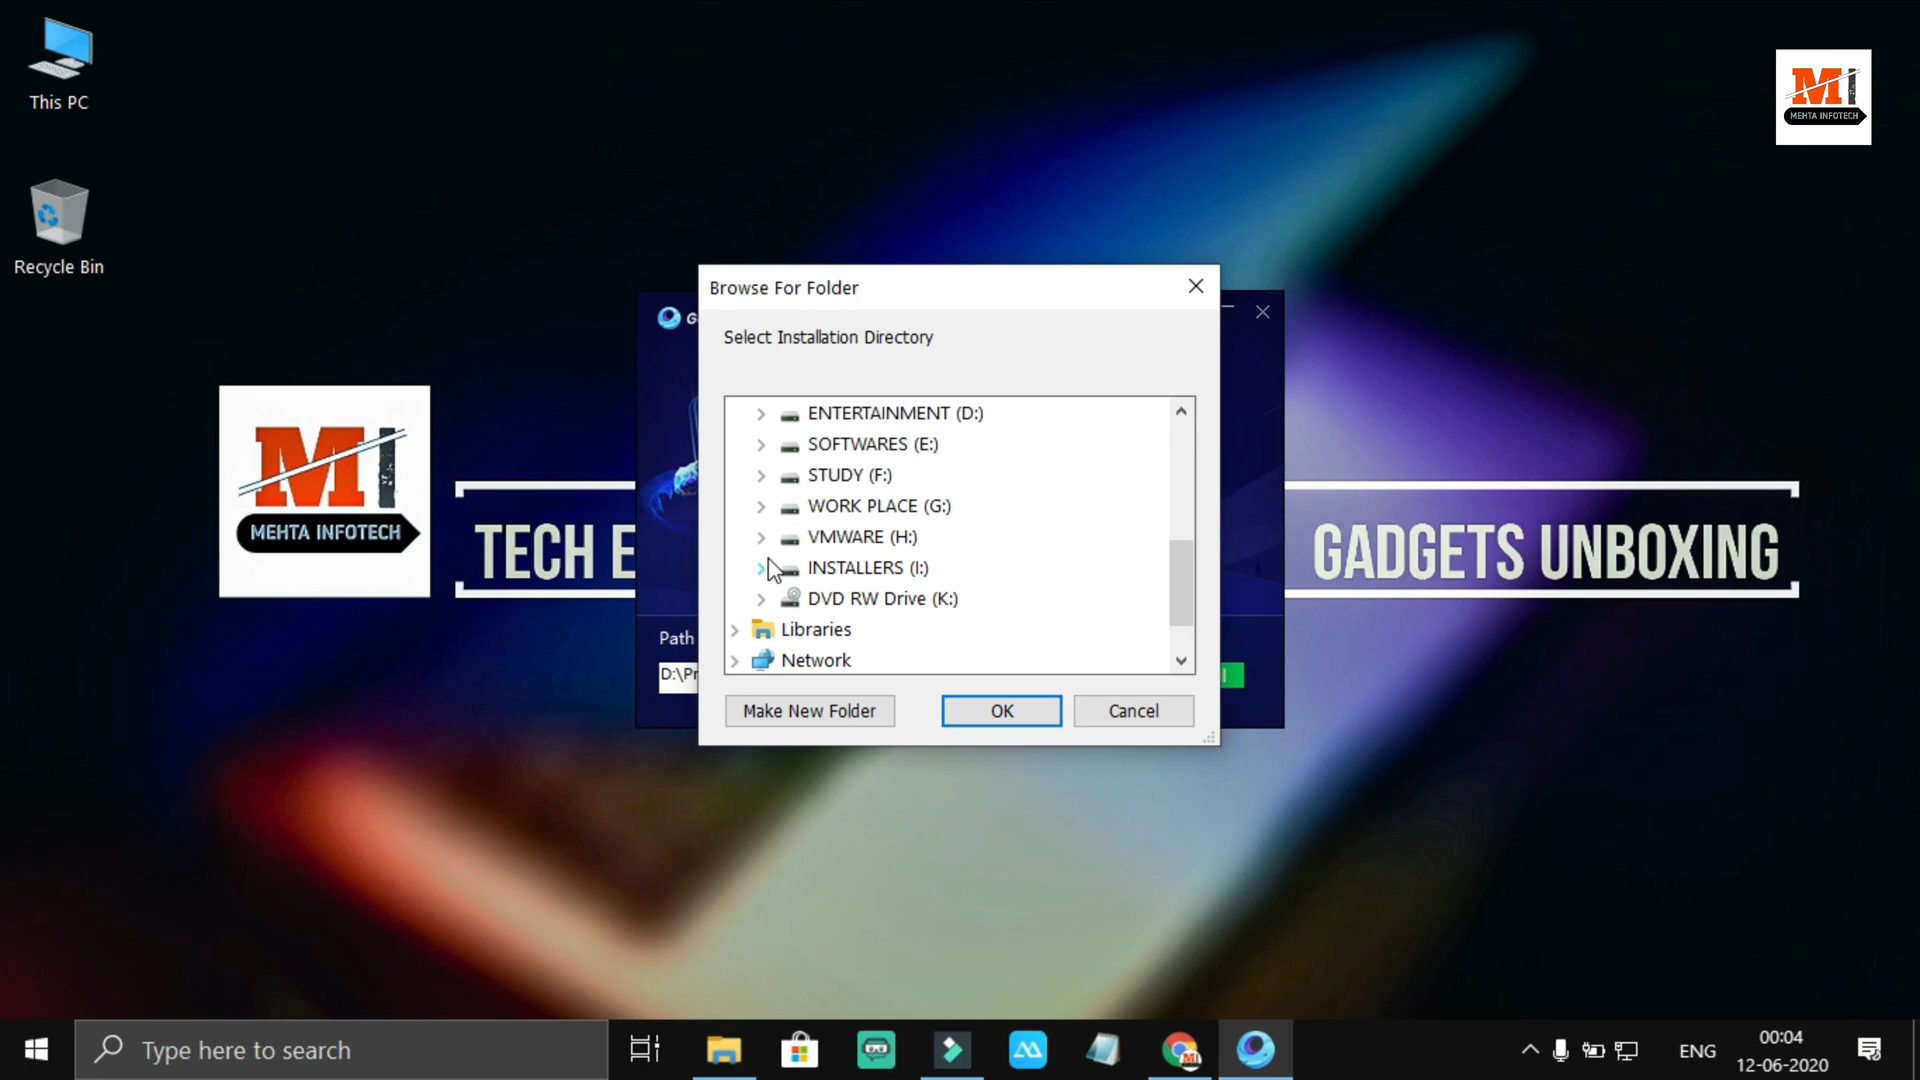 This PC
Recycle Bin
MI
MEHTA INFOTECH
MI
MEHTA INFOTECH
TECH E
GADGETS UNBOXING
G
Browse For Folder
Select Installation Directory
ENTERTAINMENT (D:)
SOFTWARES (E:)
STUDY (F:)
WORK PLACE (G:)
VMWARE (H:)
INSTALLERS (I:)
DVD RW Drive (K:)
Libraries
Network
Path
D:\Pr
l
Make New Folder
OK
Cancel
Type here to search
ENG
00:04
12-06-2020